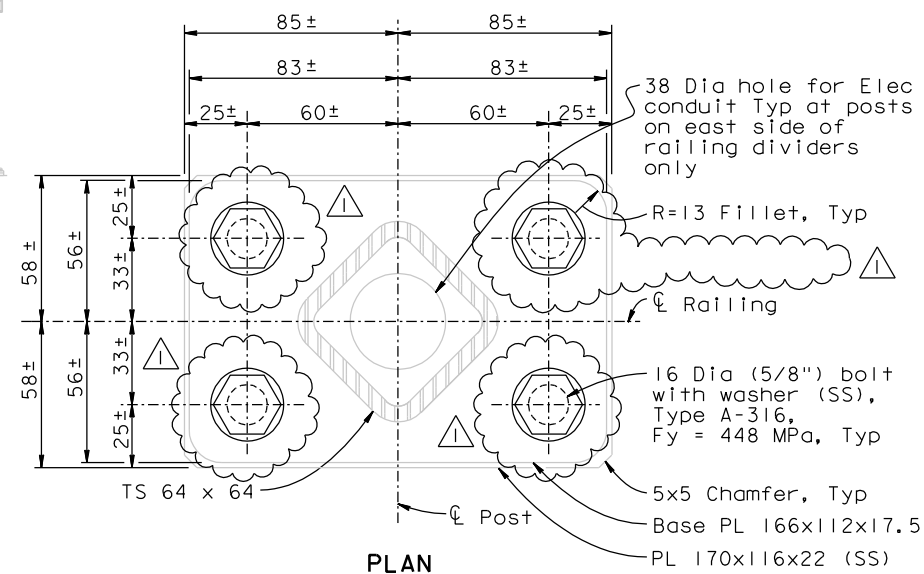 85± 85±
83± 83±
25± 60± 60± 25±
38 Dia hole for Elec
conduit Typ at posts
on east side of
railing dividers
only
R=13 Fillet, Typ
58± 56± 25± 33±
58± 56± 33± 25±
1
1
1
1
℄ Railing
16 Dia (5/8") bolt
with washer (SS),
Type A-316,
Fy = 448 MPa, Typ
TS 64 x 64
5x5 Chamfer, Typ
℄ Post
Base PL 166x112x17.5
PL 170x116x22 (SS)
PLAN